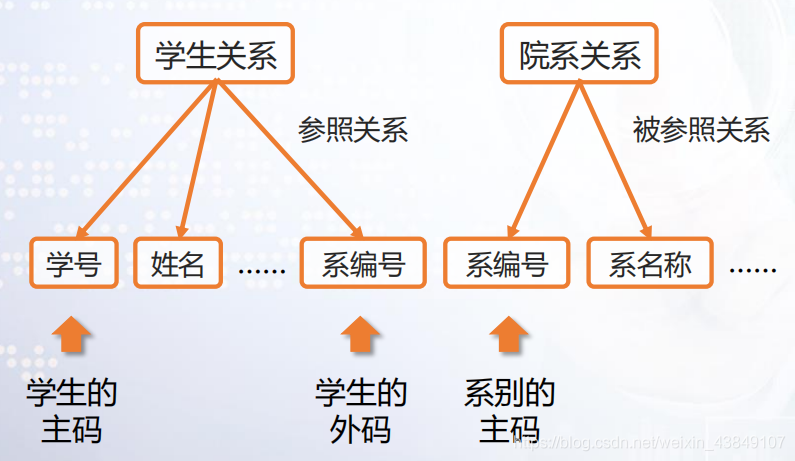 学生关系
院系关系
参照关系
被参照关系
学号
姓名
……
系编号
系编号
系名称
……
学生的
主码
学生的
外码
系别的
主码
https://blog.csdn.net/weixin_43849107